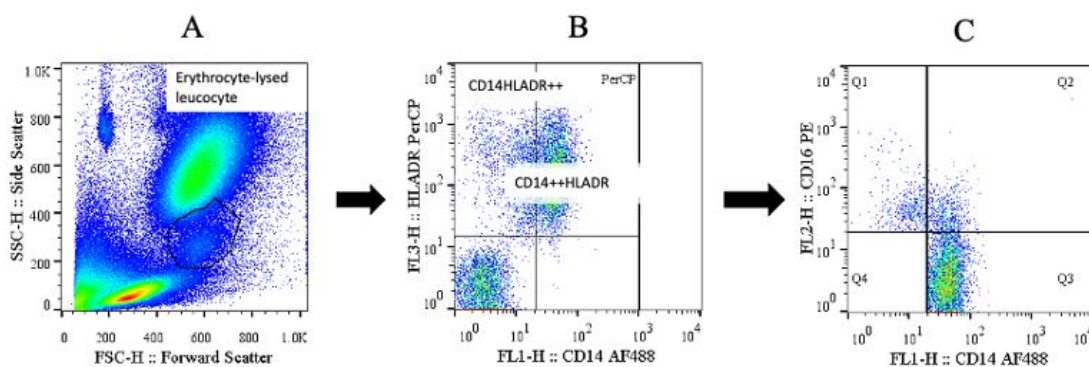 A
B
C
1.0K
800
600
400
200
0
SSC-H :: Side Scatter
Erythrocyte-lysed
leucocyte
0 200 400 600 800 1.0K
FSC-H :: Forward Scatter
10^4
10^3
10^2
10^1
10^0
FL3-H :: HLADR PerCP
CD14HLADR++
PerCP
CD14++HLADR
10^0 10^1 10^2 10^3 10^4
FL1-H :: CD14 AF488
10^4
10^3
10^2
10^1
10^0
FL2-H :: CD16 PE
Q1
Q2
Q4
Q3
10^0 10^1 10^2 10^3 10^4
FL1-H :: CD14 AF488